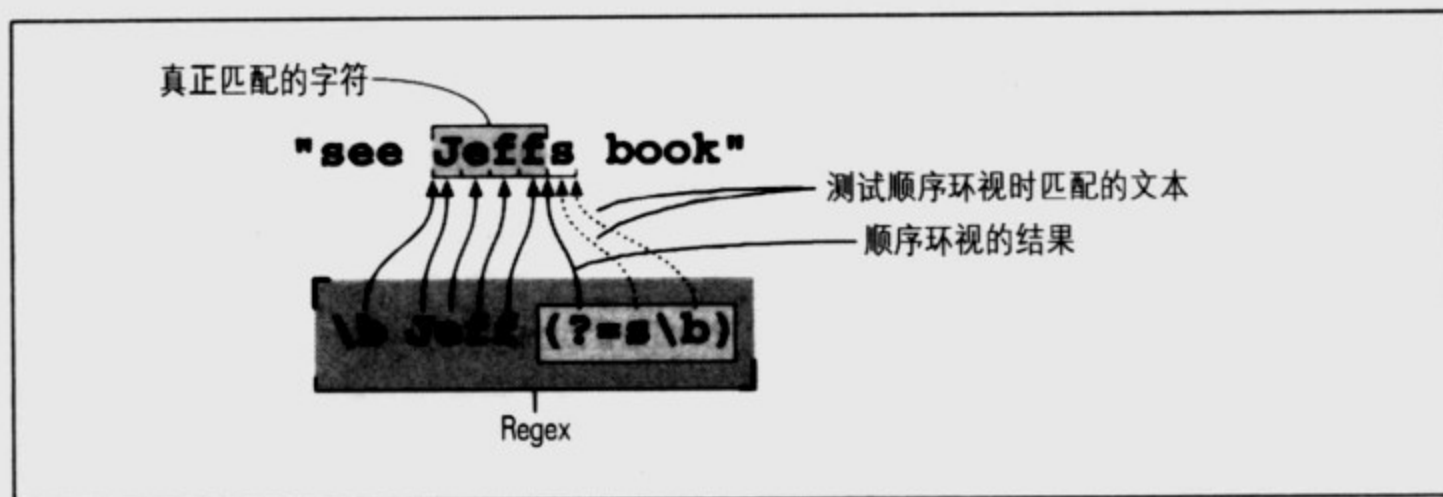 真正匹配的字符
"see Jeffs book"
测试顺序环视时匹配的文本
顺序环视的结果
\b Jeff (?=s\b)
Regex